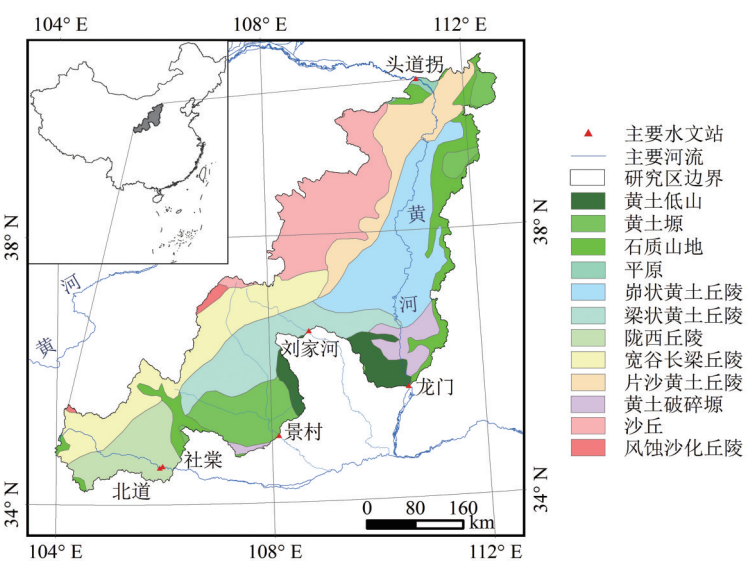 104° E
108° E
112° E
头道拐
38° N
38° N
黄
河
河
黄
刘家河
龙门
景村
社棠
北道
34° N
34° N
0 80 160
km
104° E
108° E
112° E
主要水文站
主要河流
研究区边界
黄土低山
黄土塬
石质山地
平原
峁状黄土丘陵
梁状黄土丘陵
陇西丘陵
宽谷长梁丘陵
片沙黄土丘陵
黄土破碎塬
沙丘
风蚀沙化丘陵